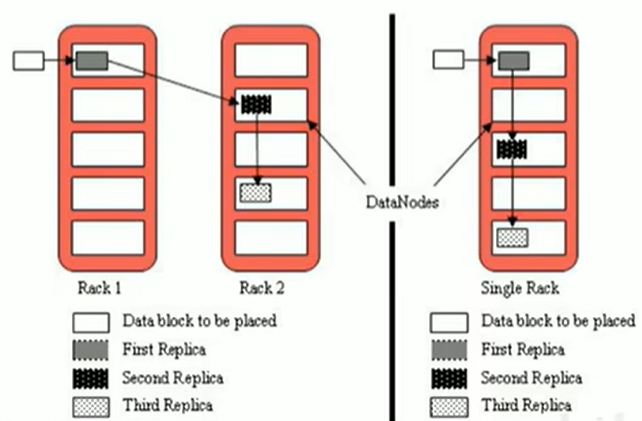 DataNodes
Rack 1
Rack 2
Single Rack
Data block to be placed
First Replica
Second Replica
Third Replica
Data block to be placed
First Replica
Second Replica
Third Replica